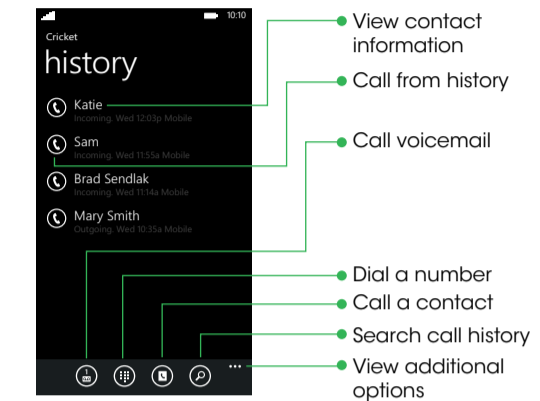 10:10
Cricket
history
Katie
Incoming. Wed 12:03p Mobile
Sam
Incoming. Wed 11:55a Mobile
Brad Sendlak
Incoming. Wed 11:14a Mobile
Mary Smith
Outgoing. Wed 10:35a Mobile
1
View contact
information
Call from history
Call voicemail
Dial a number
Call a contact
Search call history
View additional
options